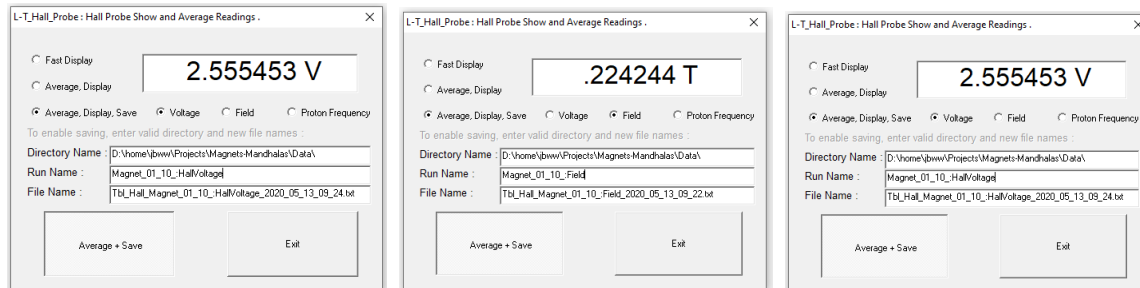 L-T_Hall_Probe : Hall Probe Show and Average Readings .
Fast Display
2.555453 V
Average, Display
Average, Display, Save Voltage Field Proton Frequency
To enable saving, enter valid directory and new file names :
Directory Name : D:\home\jbww\Projects\Magnets-Mandhalas\Data\
Run Name : Magnet_01_10_:HallVoltage
File Name : Tbl_Hall_Magnet_01_10_:HallVoltage_2020_05_13_09_24.txt
Average + Save Exit
L-T_Hall_Probe : Hall Probe Show and Average Readings .
Fast Display
.224244 T
Average, Display
Average, Display, Save Voltage Field Proton Frequency
To enable saving, enter valid directory and new file names :
Directory Name : D:\home\jbww\Projects\Magnets-Mandhalas\Data\
Run Name : Magnet_01_10_:Field
File Name : Tbl_Hall_Magnet_01_10_:Field_2020_05_13_09_22.txt
Average + Save Exit
L-T_Hall_Probe : Hall Probe Show and Average Readings .
Fast Display
2.555453 V
Average, Display
Average, Display, Save Voltage Field Proton Frequency
To enable saving, enter valid directory and new file names :
Directory Name : D:\home\jbww\Projects\Magnets-Mandhalas\Data\
Run Name : Magnet_01_10_:HallVoltage
File Name : Tbl_Hall_Magnet_01_10_:HallVoltage_2020_05_13_09_24.txt
Average + Save Exit